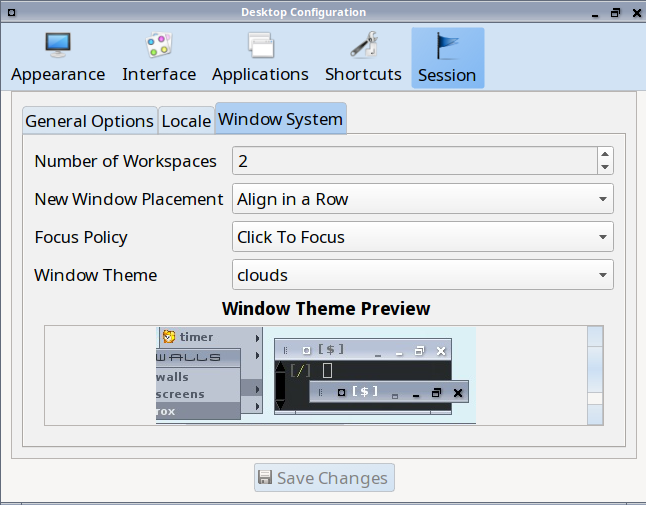 Desktop Configuration
Appearance Interface Applications Shortcuts Session
General Options Locale Window System
Number of Workspaces 2
New Window Placement Align in a Row
Focus Policy Click To Focus
Window Theme clouds
Window Theme Preview
timer
WALLS
walls
screens
rox
[$]
[/]
[$]
Save Changes